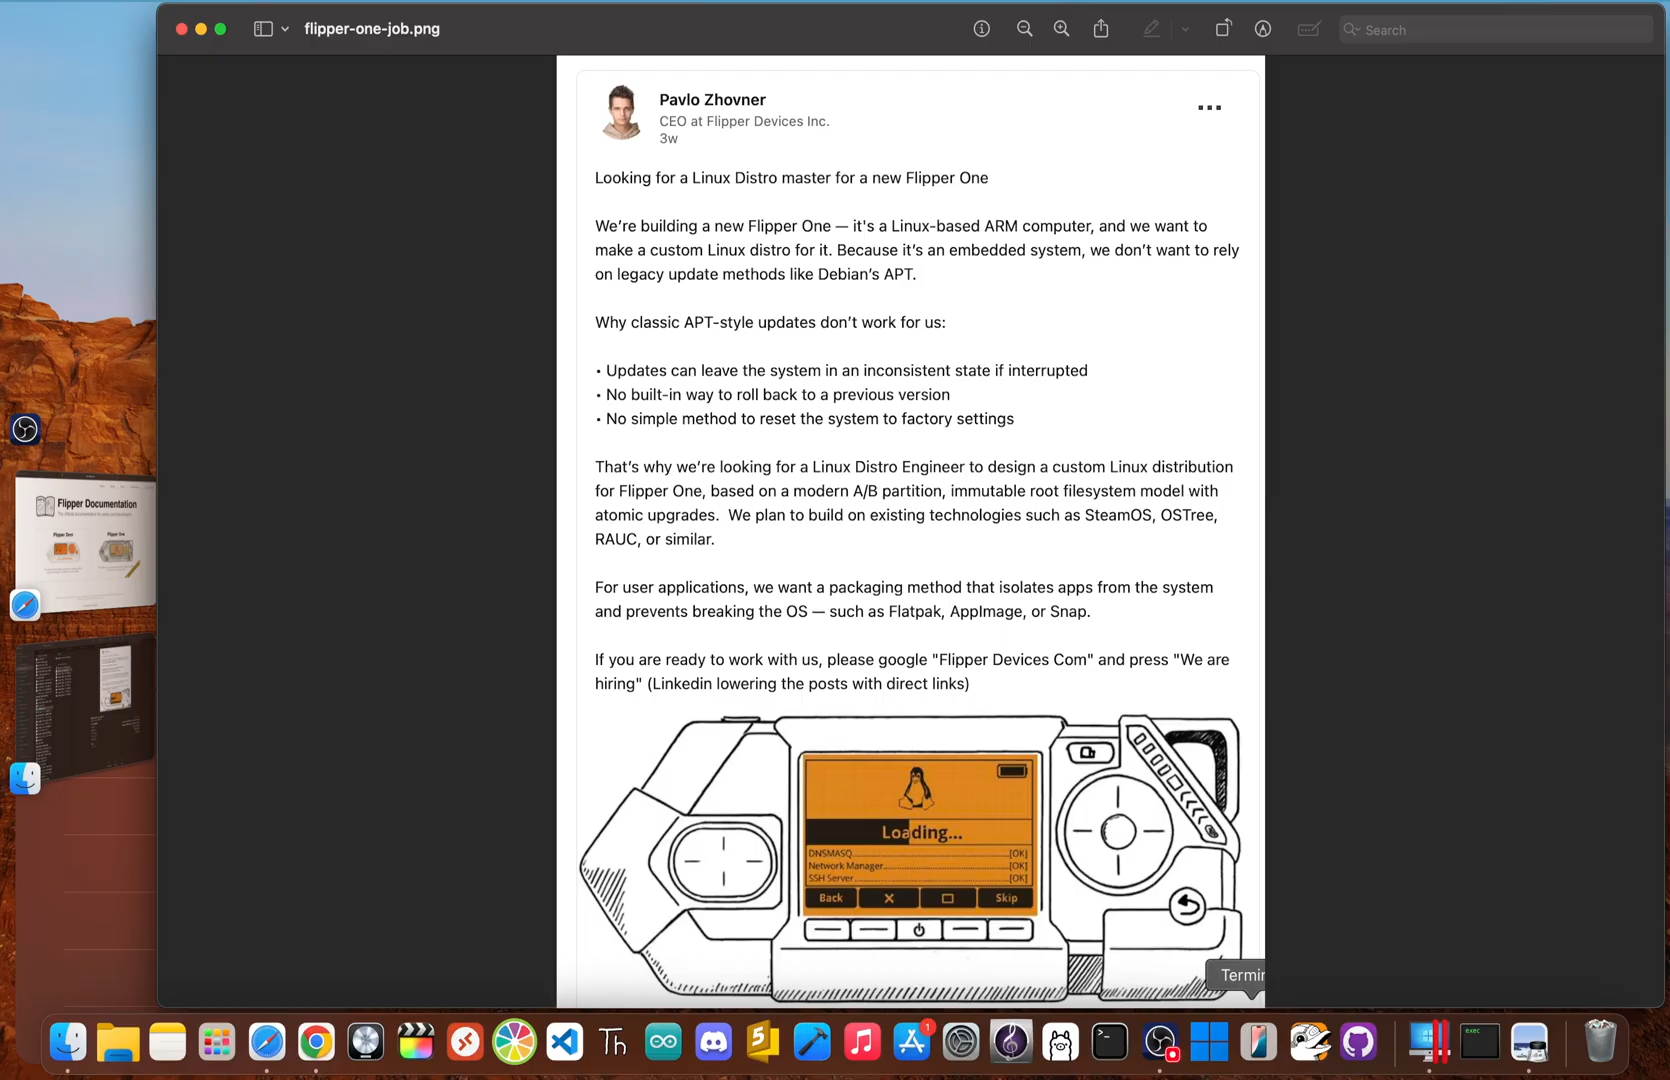 flipper-one-job.png
Search
Pavlo Zhovner
CEO at Flipper Devices Inc.
3w
Looking for a Linux Distro master for a new Flipper One
We're building a new Flipper One — it's a Linux-based ARM computer, and we want to
make a custom Linux distro for it. Because it's an embedded system, we don't want to rely
on legacy update methods like Debian's APT.
Why classic APT-style updates don't work for us:
• Updates can leave the system in an inconsistent state if interrupted
• No built-in way to roll back to a previous version
• No simple method to reset the system to factory settings
That's why we're looking for a Linux Distro Engineer to design a custom Linux distribution
for Flipper One, based on a modern A/B partition, immutable root filesystem model with
atomic upgrades.  We plan to build on existing technologies such as SteamOS, OSTree,
RAUC, or similar.
For user applications, we want a packaging method that isolates apps from the system
and prevents breaking the OS — such as Flatpak, AppImage, or Snap.
If you are ready to work with us, please google "Flipper Devices Com" and press "We are
hiring" (Linkedin lowering the posts with direct links)
Loading...
DNSMASQ [OK]
Network Manager [OK]
SSH Server [OK]
Back
Skip
Termin
Flipper Documentation
Flipper Zero
Flipper One
Th
5
1
exec